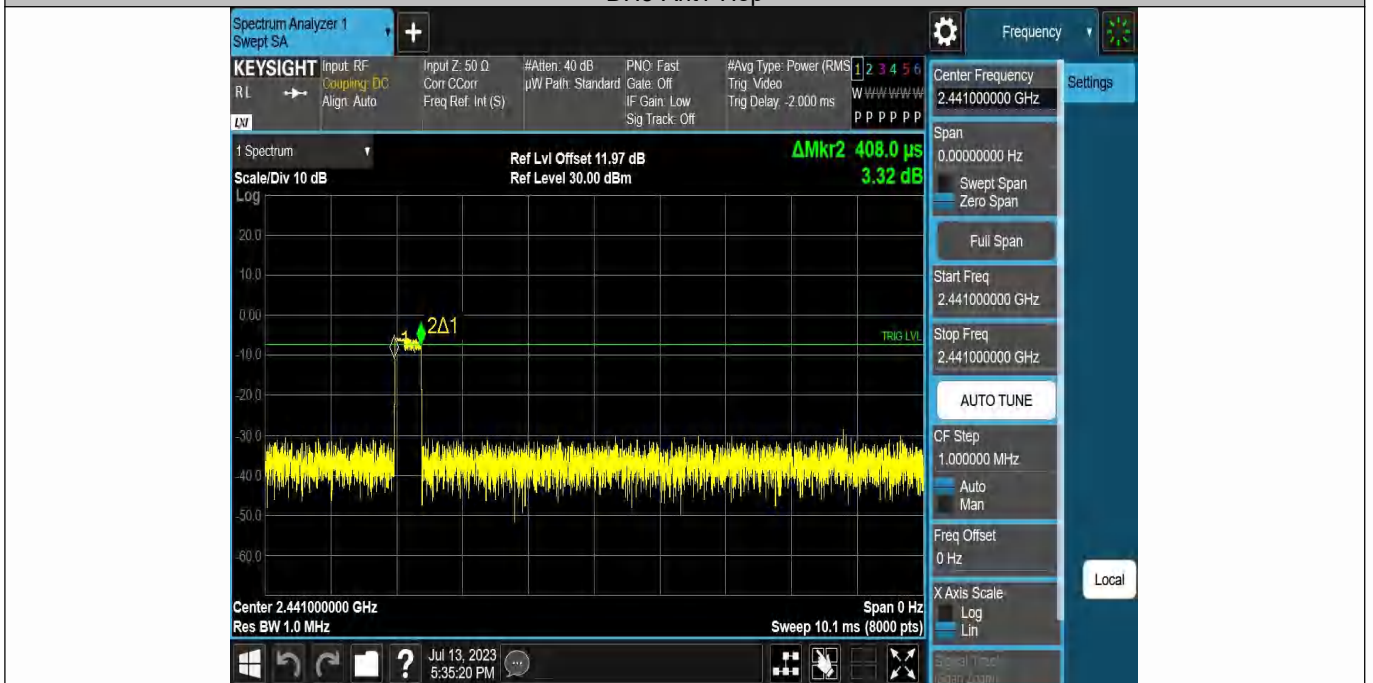 Spectrum Analyzer 1
Swept SA
+
Frequency
KEYSIGHT
RL
LXI
Input: RF
Coupling: DC
Align: Auto
Input Z: 50 Ω
Corr CCorr
Freq Ref: Int (S)
#Atten: 40 dB
µW Path: Standard
PNO: Fast
Gate: Off
IF Gain: Low
Sig Track: Off
#Avg Type: Power (RMS
Trig: Video
Trig Delay: -2.000 ms
1 2 3 4 5 6
W W W W W W
P P P P P P
1 Spectrum
Scale/Div 10 dB
Ref Lvl Offset 11.97 dB
Ref Level 30.00 dBm
ΔMkr2 408.0 µs
3.32 dB
Log
20.0
10.0
0.00
-10.0
-20.0
-30.0
-40.0
-50.0
-60.0
1
2Δ1
TRIG LVL
Center 2.441000000 GHz
Res BW 1.0 MHz
Span 0 Hz
Sweep 10.1 ms (8000 pts)
Center Frequency
2.441000000 GHz
Settings
Span
0.00000000 Hz
Swept Span
Zero Span
Full Span
Start Freq
2.441000000 GHz
Stop Freq
2.441000000 GHz
AUTO TUNE
CF Step
1.000000 MHz
Auto
Man
Freq Offset
0 Hz
X Axis Scale
Log
Lin
Local
?
Jul 13, 2023
5:35:20 PM